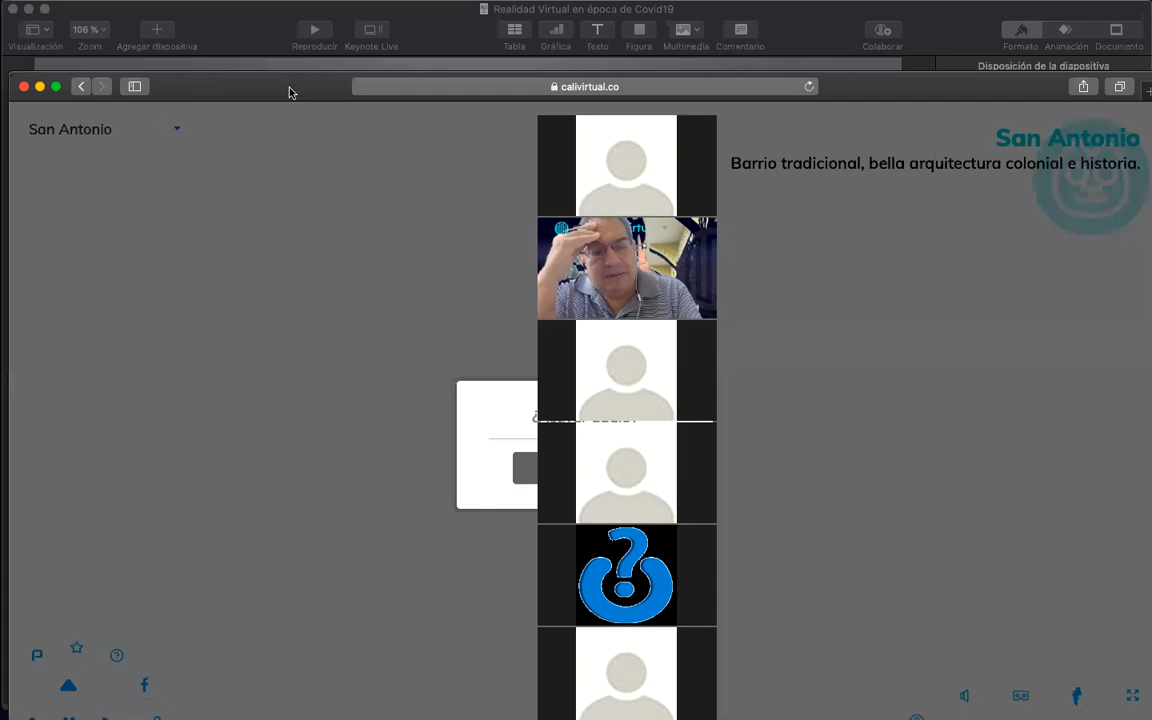 Realidad Virtual en época de Covid19
106 %
Visualización Zoom Agregar diapositiva Reproducir Keynote Live Tabla Gráfica Texto Figura Multimedia Comentario Colaborar Formato Animación Documento
Disposición de la diapositiva
calivirtual.co
San Antonio
San Antonio
Barrio tradicional, bella arquitectura colonial e historia.